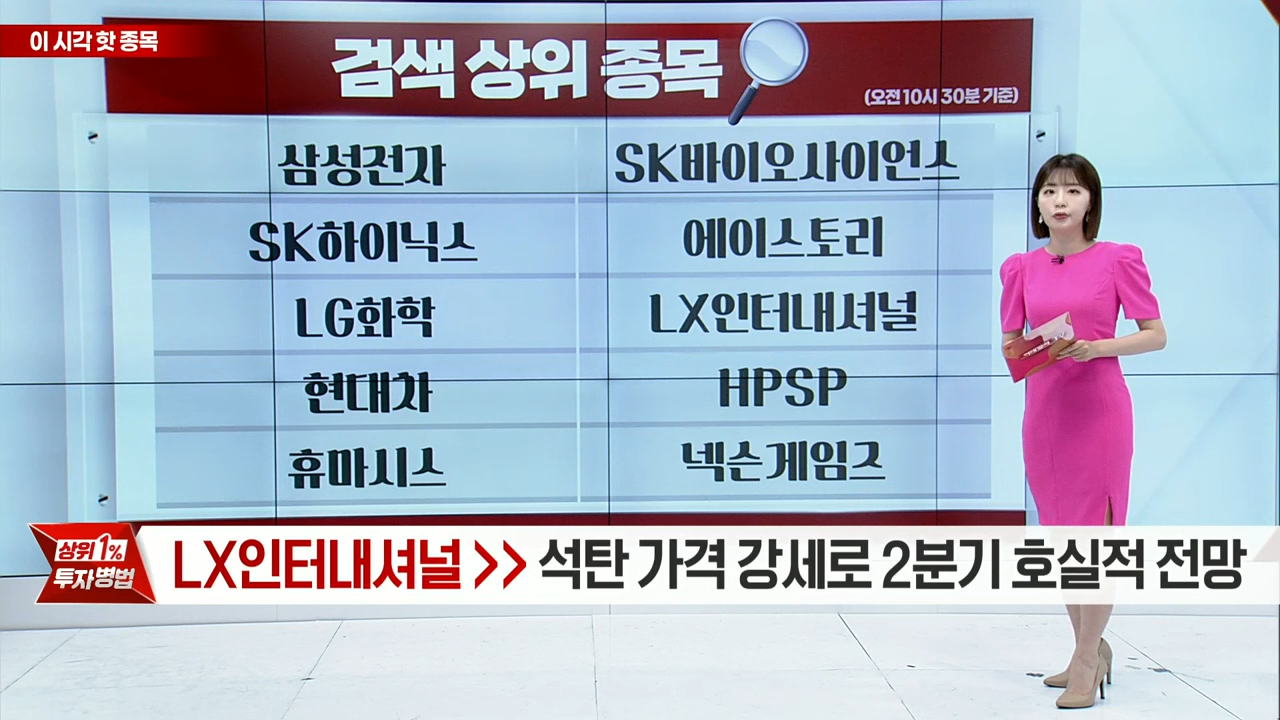 이 시각 핫 종목
검색 상위 종목
(오전 10시 30분 기준)
삼성전자
SK바이오사이언스
SK하이닉스
에이스토리
LG화학
LX인터내셔널
현대차
HPSP
휴마시스
넥슨게임즈
상위 1%
투자병법
LX인터내셔널 >> 석탄 가격 강세로 2분기 호실적 전망